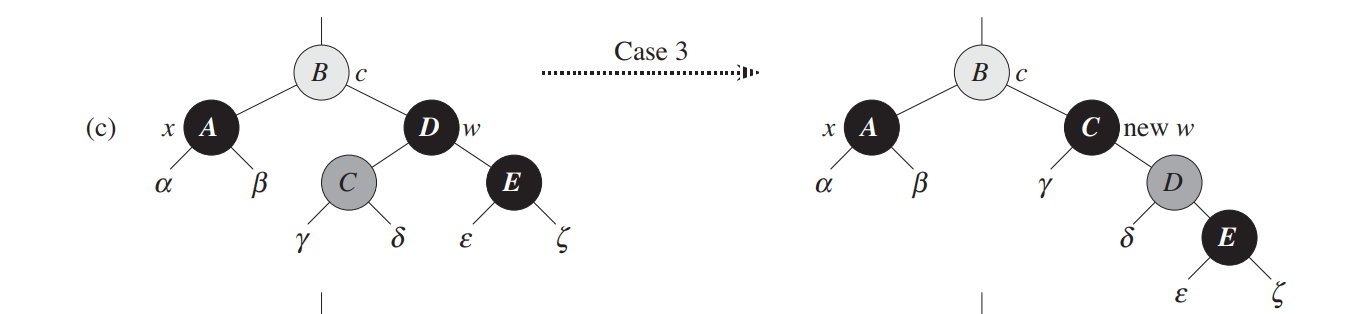 Case 3
B c B c
(c) x A D w x A C new w
α β C E α β γ D
γ δ ε ζ δ E
ε ζ